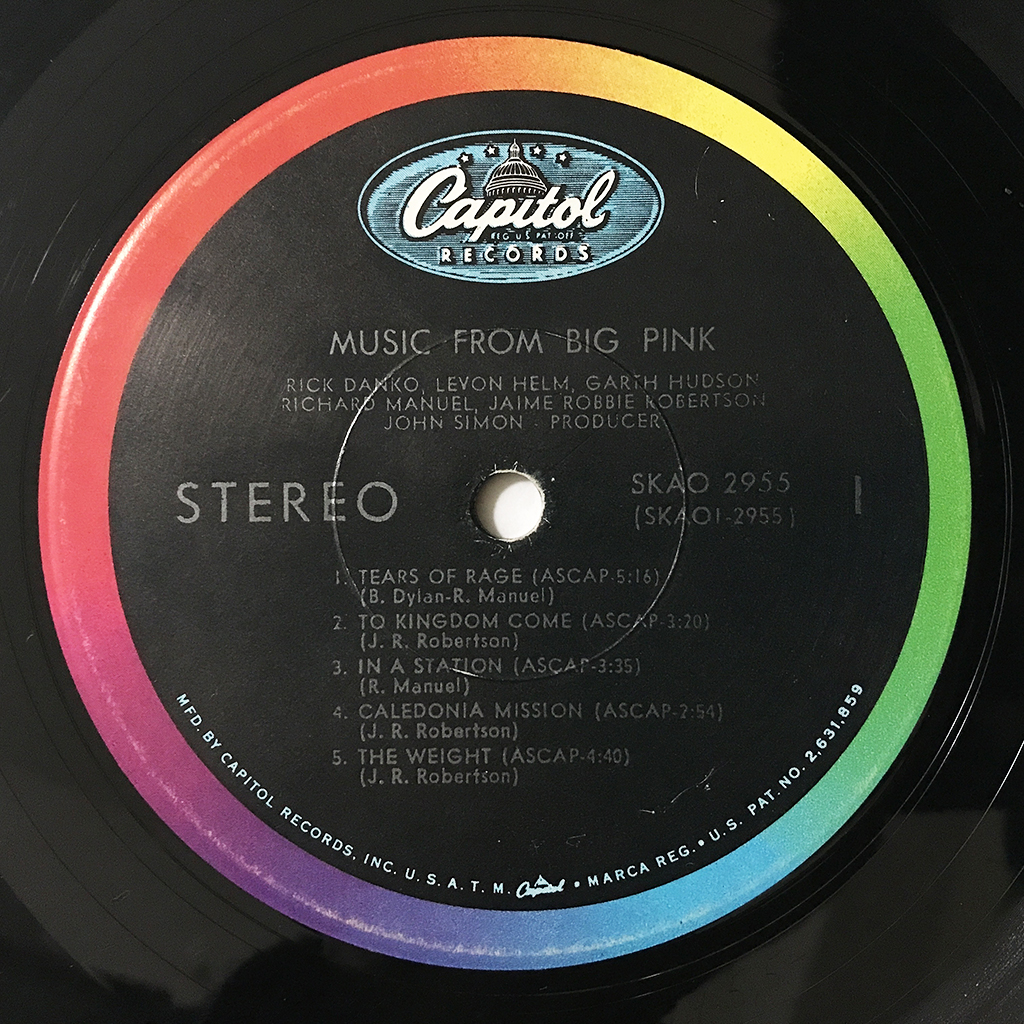 Capitol
REG. U.S. PAT. OFF.
RECORDS
MUSIC FROM BIG PINK
RICK DANKO, LEVON HELM, GARTH HUDSON
RICHARD MANUEL, JAIME ROBBIE ROBERTSON
JOHN SIMON - PRODUCER
STEREO
SKAO 2955
(SKAO1-2955)
1
1. TEARS OF RAGE (ASCAP-5:16)
(B. Dylan-R. Manuel)
2. TO KINGDOM COME (ASCAP-3:20)
(J. R. Robertson)
3. IN A STATION (ASCAP-3:35)
(R. Manuel)
4. CALEDONIA MISSION (ASCAP-2:54)
(J. R. Robertson)
5. THE WEIGHT (ASCAP-4:40)
(J. R. Robertson)
MFD. BY CAPITOL RECORDS, INC. U. S. A. T. M. Capitol • MARCA REG. • U.S. PAT. NO. 2,631,859